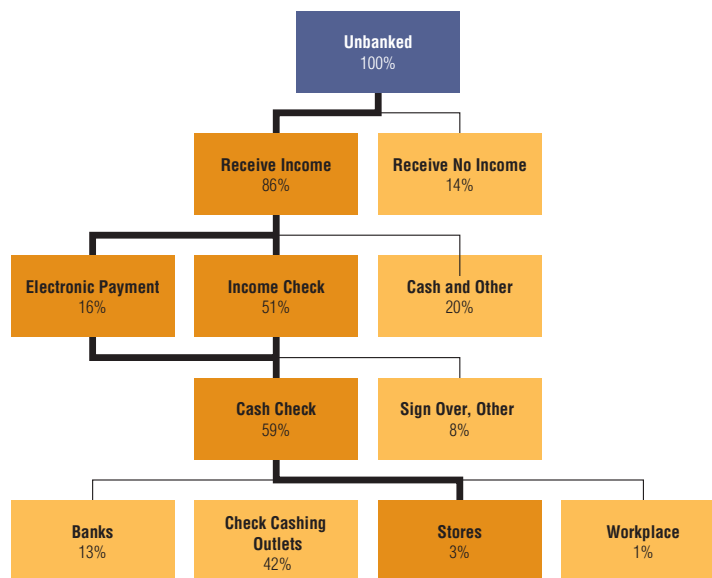 Unbanked
100%
Receive Income
86%
Receive No Income
14%
Electronic Payment
16%
Income Check
51%
Cash and Other
20%
Cash Check
59%
Sign Over, Other
8%
Banks
13%
Check Cashing
Outlets
42%
Stores
3%
Workplace
1%